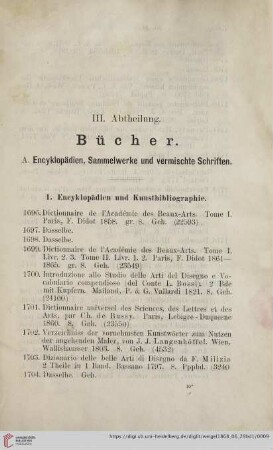 III. Abtheilung.
Bücher.
A. Encyklopädien, Sammelwerke und vermischte Schriften.
1. Encyklopädien und Kunstbibliographie.
1696. Dictionnaire de l'Académie des Beaux-Arts. Tome I.
Paris, F. Didot 1858. gr. 8. Geh. (22593)
1697. Dasselbe.
1698. Dasselbe.
1699. Dictionnaire de l'Académie des Beaux-Arts. Tome I.
Livr. 2. 3. Tome II. Livr. 1. 2. Paris, F. Didot 1861—
1865. gr. 8. Geh. (23549)
1700. Introduzione allo Studio delle Arti del Disegno e Vo-
cabulario compendioso (del Conte L. Bossi). 2 Bde
mit Kupfern. Mailand, P. & G. Vallardi 1821. 8. Geh.
(24100)
1701. Dictionnaire universel des Sciences, des Lettres et des
Arts, par Ch. de Bussy. Paris, Lebigre-Duquesne
1860. 8. Geh. (23550)
1702. Verzeichniss der vornehmsten Kunstwörter zum Nutzen
der angehenden Maler, von J. J. Langenhöffel. Wien.
Wallishausser 1803. 8. Geh. (4532)
1703. Dizionario delle belle Arti di Disegno da F. Milizia
2 Theile in 1 Band. Bassano 1797. 8. Ppbd. (3240)
1704. Dasselbe. Geh.